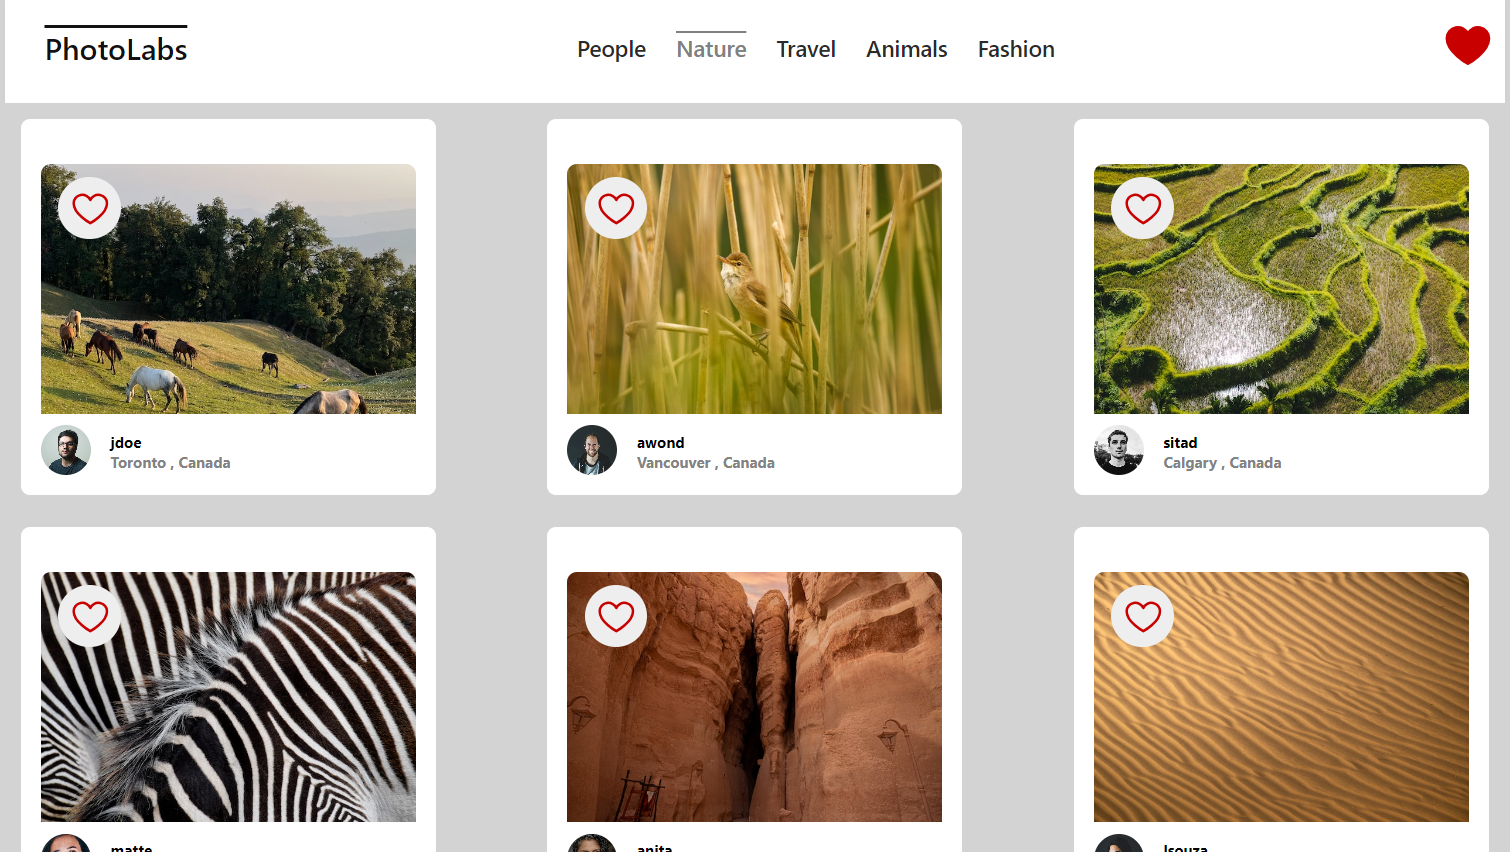 PhotoLabs
People Nature Travel Animals Fashion
jdoe
Toronto , Canada
awond
Vancouver , Canada
sitad
Calgary , Canada
matte
anita
lsouza